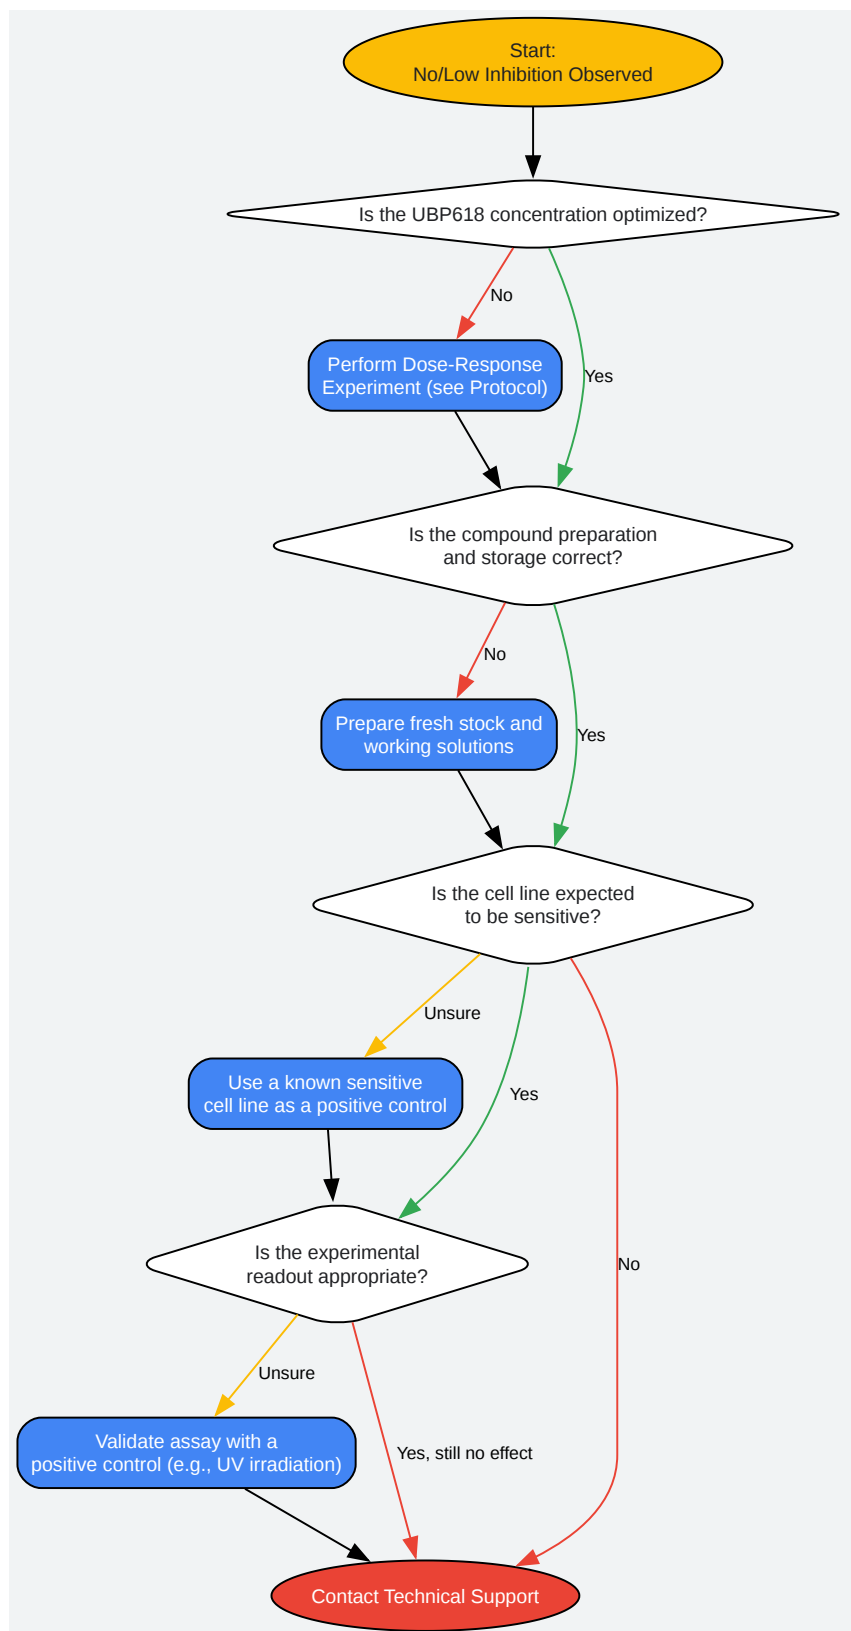 Start:
No/Low Inhibition Observed
Is the UBP618 concentration optimized?
No
Perform Dose-Response
Experiment (see Protocol)
Yes
Is the compound preparation
and storage correct?
No
Prepare fresh stock and
working solutions
Yes
Is the cell line expected
to be sensitive?
Unsure
Use a known sensitive
cell line as a positive control
Yes
Is the experimental
readout appropriate?
No
Unsure
Validate assay with a
positive control (e.g., UV irradiation)
Yes, still no effect
Contact Technical Support